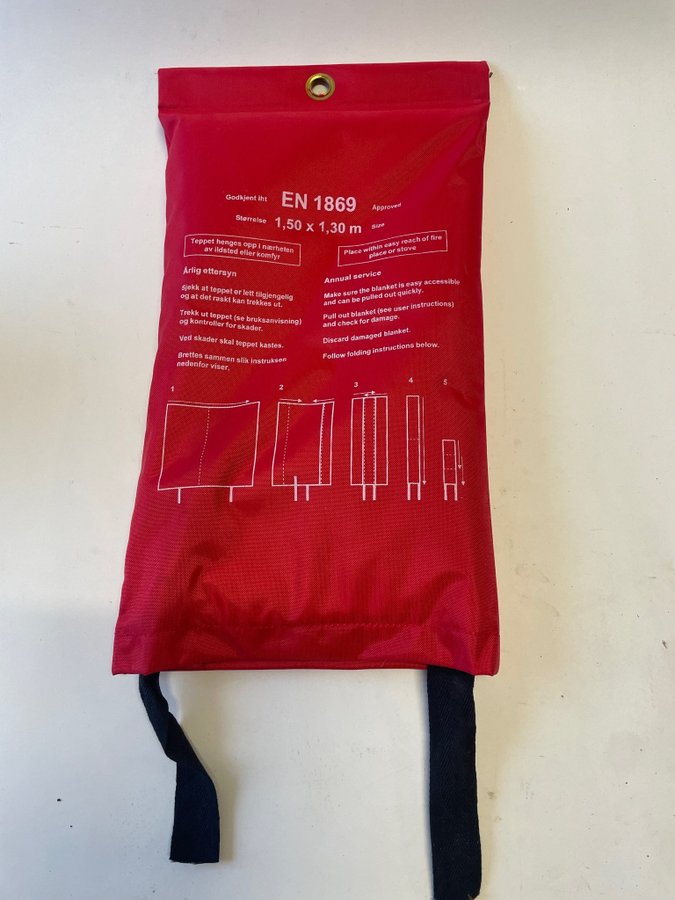 Godkjent iht EN 1869 Approved
Størrelse 1,50 x 1,30 m Size
Teppet henges opp i nærheten
av ildsted eller komfyr
Årlig ettersyn
Sjekk at teppet er lett tilgjengelig
og at det raskt kan trekkes ut.
Trekk ut teppet (se bruksanvisning)
og kontroller for skader.
Ved skader skal teppet kastes.
Brettes sammen slik instruksen
nedenfor viser.
Place within easy reach of fire
place or stove
Annual service
Make sure the blanket is easy accessible
and can be pulled out quickly.
Pull out blanket (see user instructions)
and check for damage.
Discard damaged blanket.
Follow folding instructions below.
1 2 3 4 5